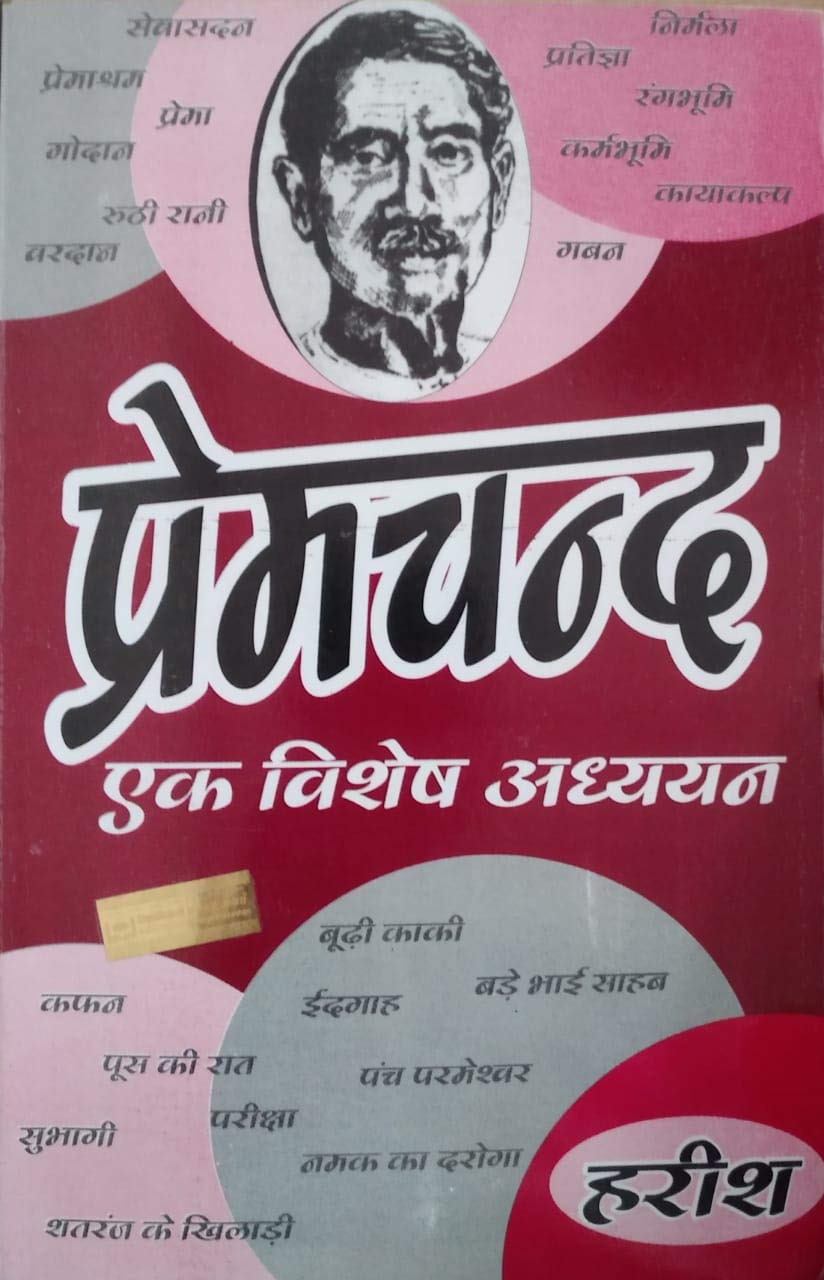 सेवासदन
निर्मला
प्रतिज्ञा
प्रेमाश्रम
प्रेमा
रंगभूमि
गोदान
कर्मभूमि
कायाकल्प
रुठी रानी
वरदान
गबन
प्रेमचन्द
एक विशेष अध्ययन
बूढ़ी काकी
कफन
ईदगाह
बड़े भाई साहब
पूस की रात
पंच परमेश्वर
सुभागी
परीक्षा
नमक का दरोगा
हरीश
शतरंज के खिलाड़ी